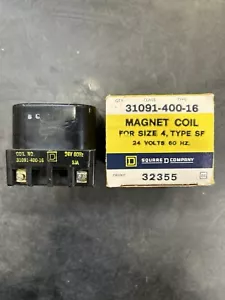 31091-400-16
MAGNET COIL
FOR SIZE 4, TYPE SF
24 VOLTS 60 HZ.
D SQUARE D COMPANY
32355
B C
COIL NO.
31091-400-16
D
24V 60Hz